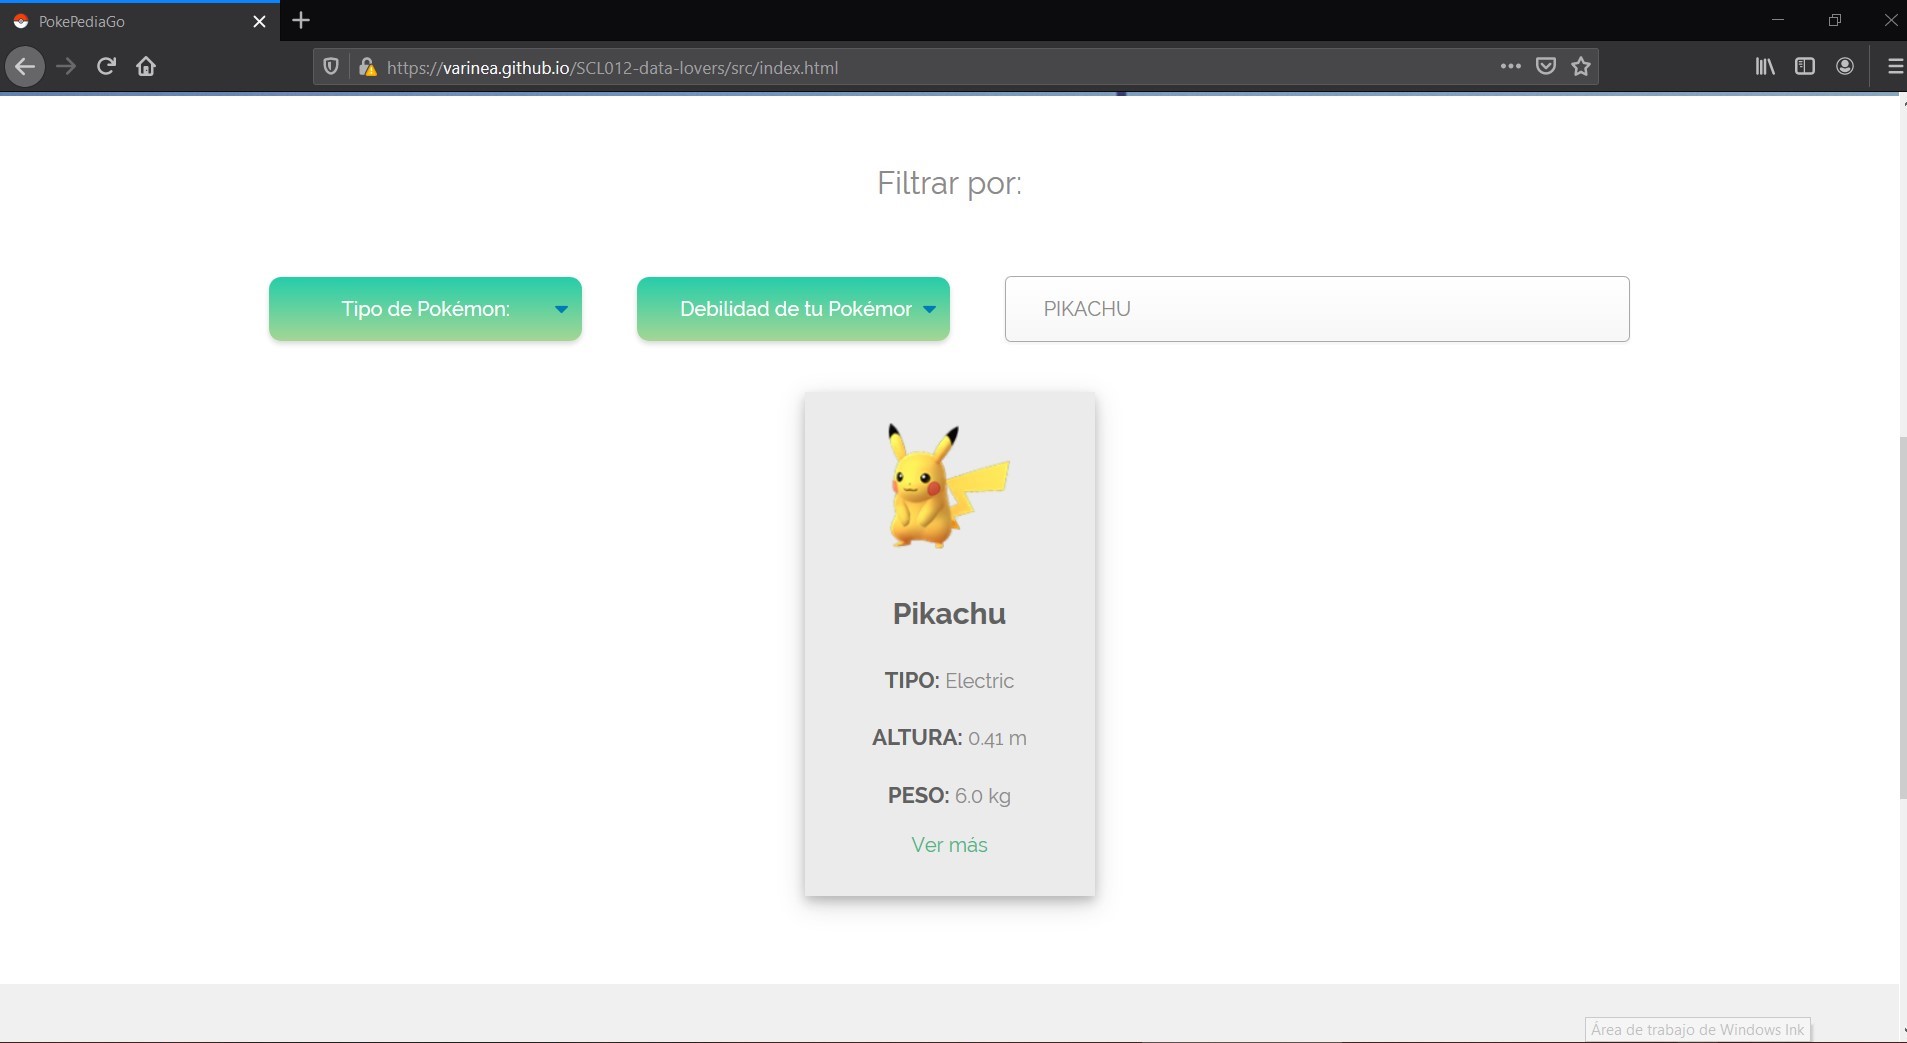 PokePediaGo
https://varinea.github.io/SCL012-data-lovers/src/index.html
Filtrar por:
Tipo de Pokémon:
Debilidad de tu Pokémor
PIKACHU
Pikachu
TIPO: Electric
ALTURA: 0.41 m
PESO: 6.0 kg
Ver más
Área de trabajo de Windows Ink